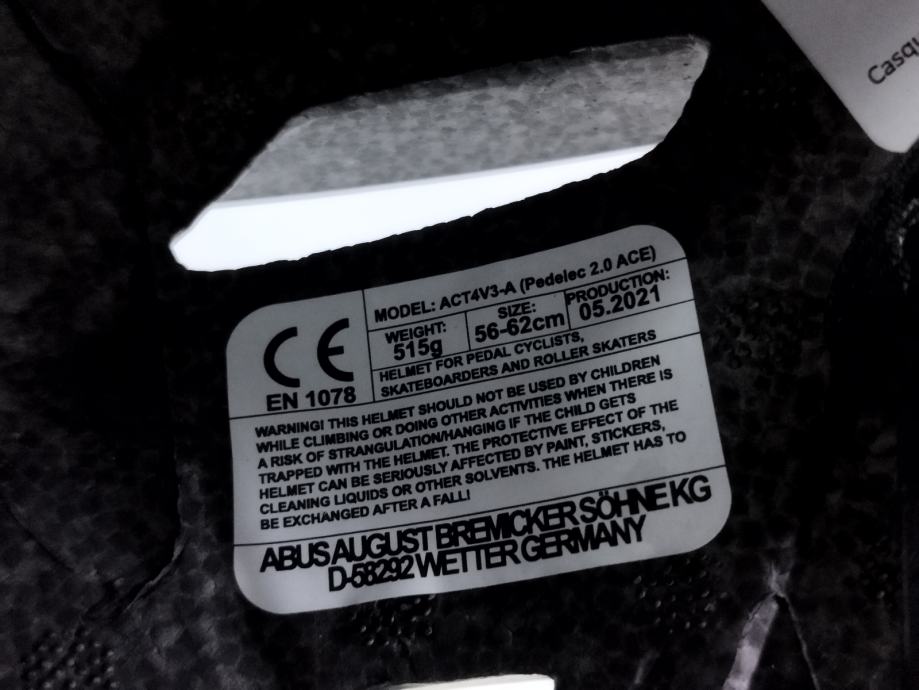 Casqu
CE
EN 1078
MODEL: ACT4V3-A (Pedelec 2.0 ACE)
WEIGHT:
515g
SIZE:
56-62cm
PRODUCTION:
05.2021
HELMET FOR PEDAL CYCLISTS,
SKATEBOARDERS AND ROLLER SKATERS
WARNING! THIS HELMET SHOULD NOT BE USED BY CHILDREN
WHILE CLIMBING OR DOING OTHER ACTIVITIES WHEN THERE IS
A RISK OF STRANGULATION/HANGING IF THE CHILD GETS
TRAPPED WITH THE HELMET. THE PROTECTIVE EFFECT OF THE
HELMET CAN BE SERIOUSLY AFFECTED BY PAINT, STICKERS,
CLEANING LIQUIDS OR OTHER SOLVENTS. THE HELMET HAS TO
BE EXCHANGED AFTER A FALL!
ABUS AUGUST BREMICKER SÖHNE KG
D-58292 WETTER GERMANY